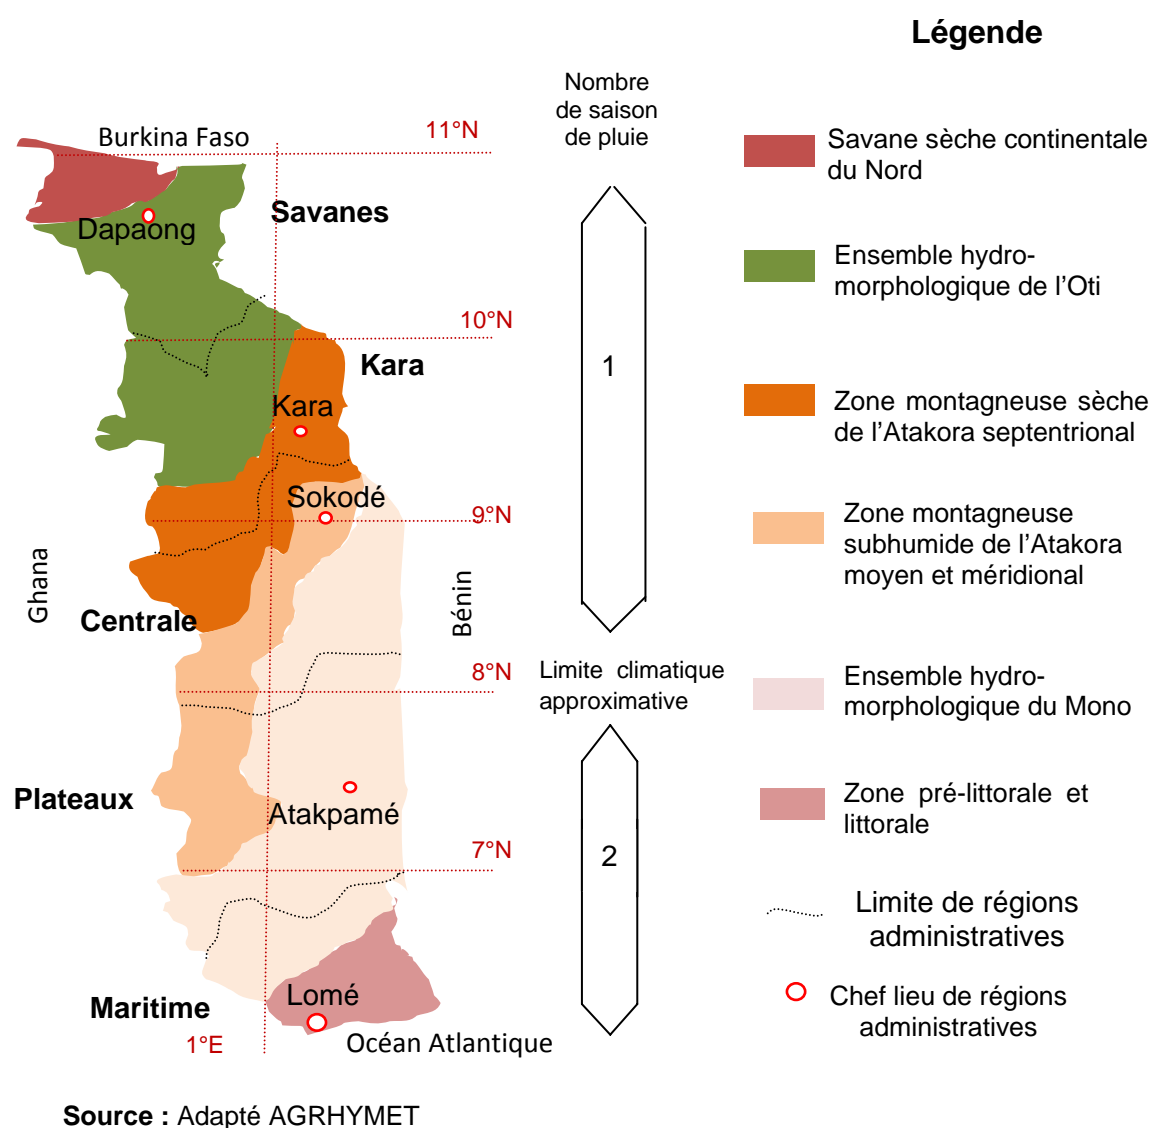 Légende
Nombre
de saison
de pluie
Burkina Faso
11°N
Savanes
Dapaong
10°N
Kara
Kara
Sokodé
9°N
Ghana
Bénin
Centrale
8°N
Plateaux
Atakpamé
7°N
Maritime
Lomé
1°E
Océan Atlantique
1
Limite climatique
approximative
2
Savane sèche continentale
du Nord
Ensemble hydro-
morphologique de l'Oti
Zone montagneuse sèche
de l'Atakora septentrional
Zone montagneuse
subhumide de l'Atakora
moyen et méridional
Ensemble hydro-
morphologique du Mono
Zone pré-littorale et
littorale
Limite de régions
administratives
Chef lieu de régions
administratives
Source : Adapté AGRHYMET